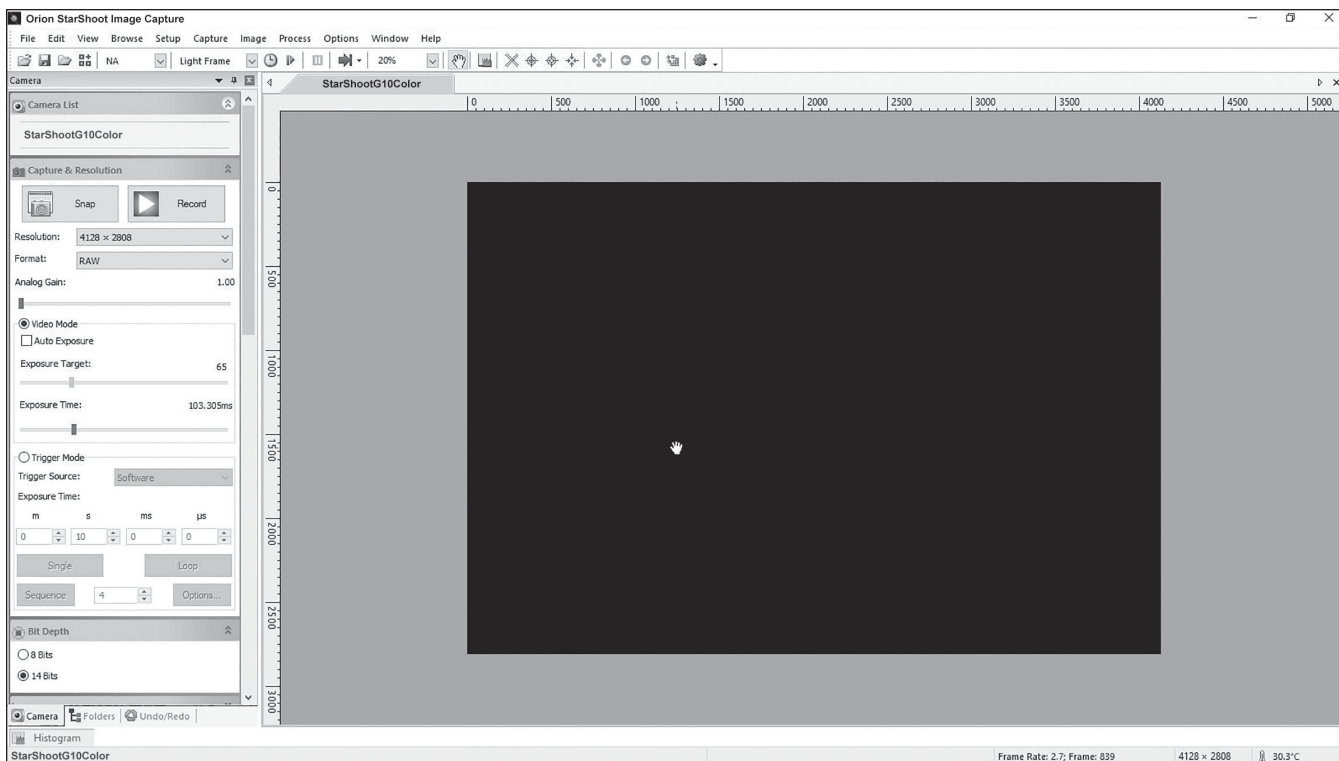 Orion StarShoot Image Capture
File Edit View Browse Setup Capture Image Process Options Window Help
NA Light Frame 20%
Camera
StarShootG10Color
Camera List
StarShootG10Color
0 500 1000 1500 2000 2500 3000 3500 4000 4500 5000
Capture & Resolution
Snap Record
Resolution: 4128 × 2808
Format: RAW
Analog Gain: 1.00
Video Mode
Auto Exposure
Exposure Target: 65
Exposure Time: 103.305ms
Trigger Mode
Trigger Source: Software
Exposure Time:
m s ms µs
0 10 0 0
Single Loop
Sequence 4 Options...
Bit Depth
8 Bits
14 Bits
0
500
1000
1500
2000
2500
3000
Camera Folders Undo/Redo
Histogram
StarShootG10Color Frame Rate: 2.7; Frame: 839 4128 × 2808 30.3°C